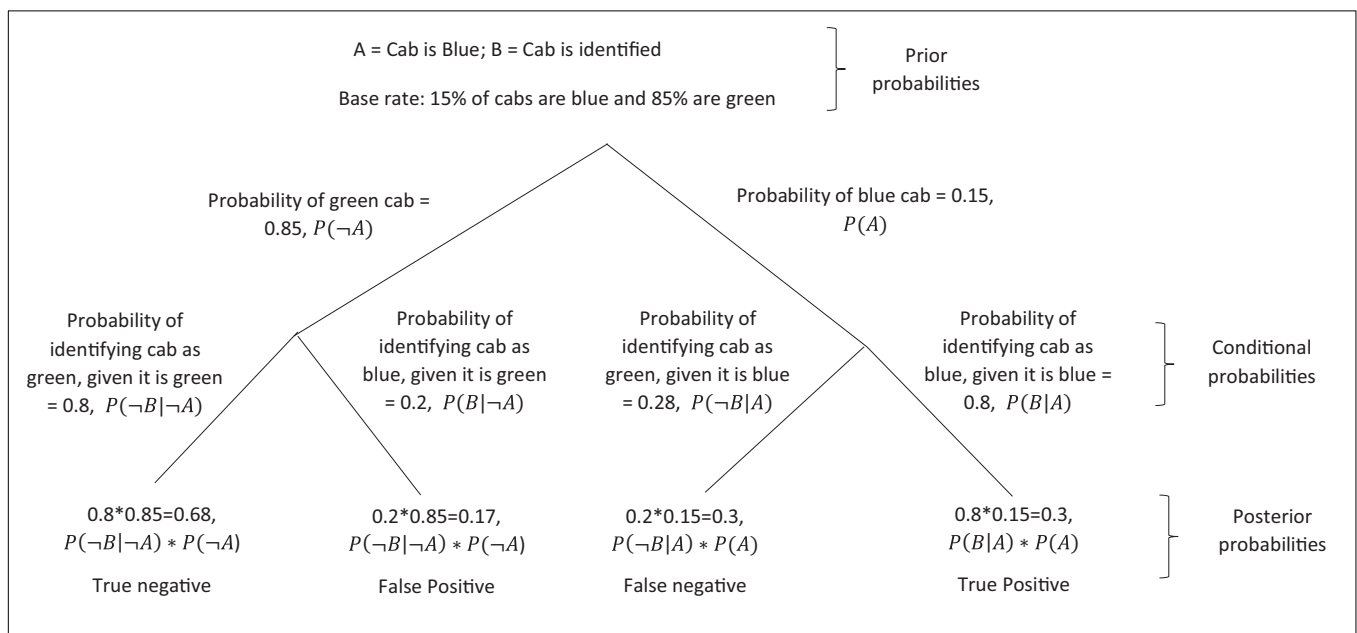 A = Cab is Blue; B = Cab is identified
Base rate: 15% of cabs are blue and 85% are green
Prior
probabilities
Probability of green cab =
0.85, P(¬A)
Probability of blue cab = 0.15,
P(A)
Probability of
identifying cab as
green, given it is green
= 0.8, P(¬B|¬A)
Probability of
identifying cab as
blue, given it is green
= 0.2, P(B|¬A)
Probability of
identifying cab as
green, given it is blue
= 0.28, P(¬B|A)
Probability of
identifying cab as
blue, given it is blue =
0.8, P(B|A)
Conditional
probabilities
0.8*0.85=0.68,
P(¬B|¬A) * P(¬A)
True negative
0.2*0.85=0.17,
P(¬B|¬A) * P(¬A)
False Positive
0.2*0.15=0.3,
P(¬B|A) * P(A)
False negative
0.8*0.15=0.3,
P(B|A) * P(A)
True Positive
Posterior
probabilities